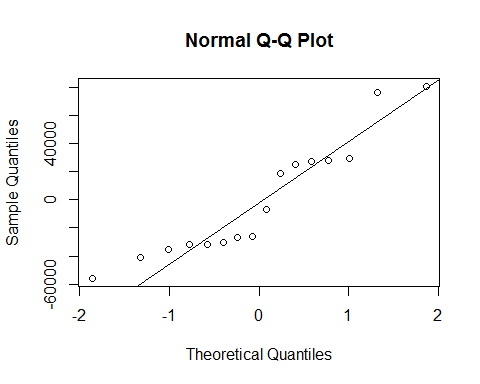 Normal Q-Q Plot
Sample Quantiles
40000
0
-60000
-2
-1
0
1
2
Theoretical Quantiles